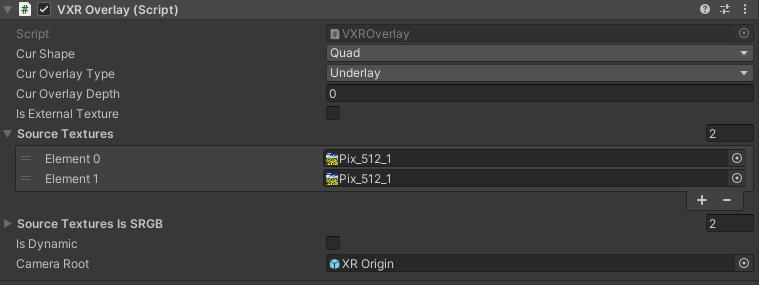 VXR Overlay (Script)
Script VXROverlay
Cur Shape Quad
Cur Overlay Type Underlay
Cur Overlay Depth 0
Is External Texture
Source Textures 2
Element 0 Pix_512_1
Element 1 Pix_512_1
+ −
Source Textures Is SRGB 2
Is Dynamic
Camera Root XR Origin